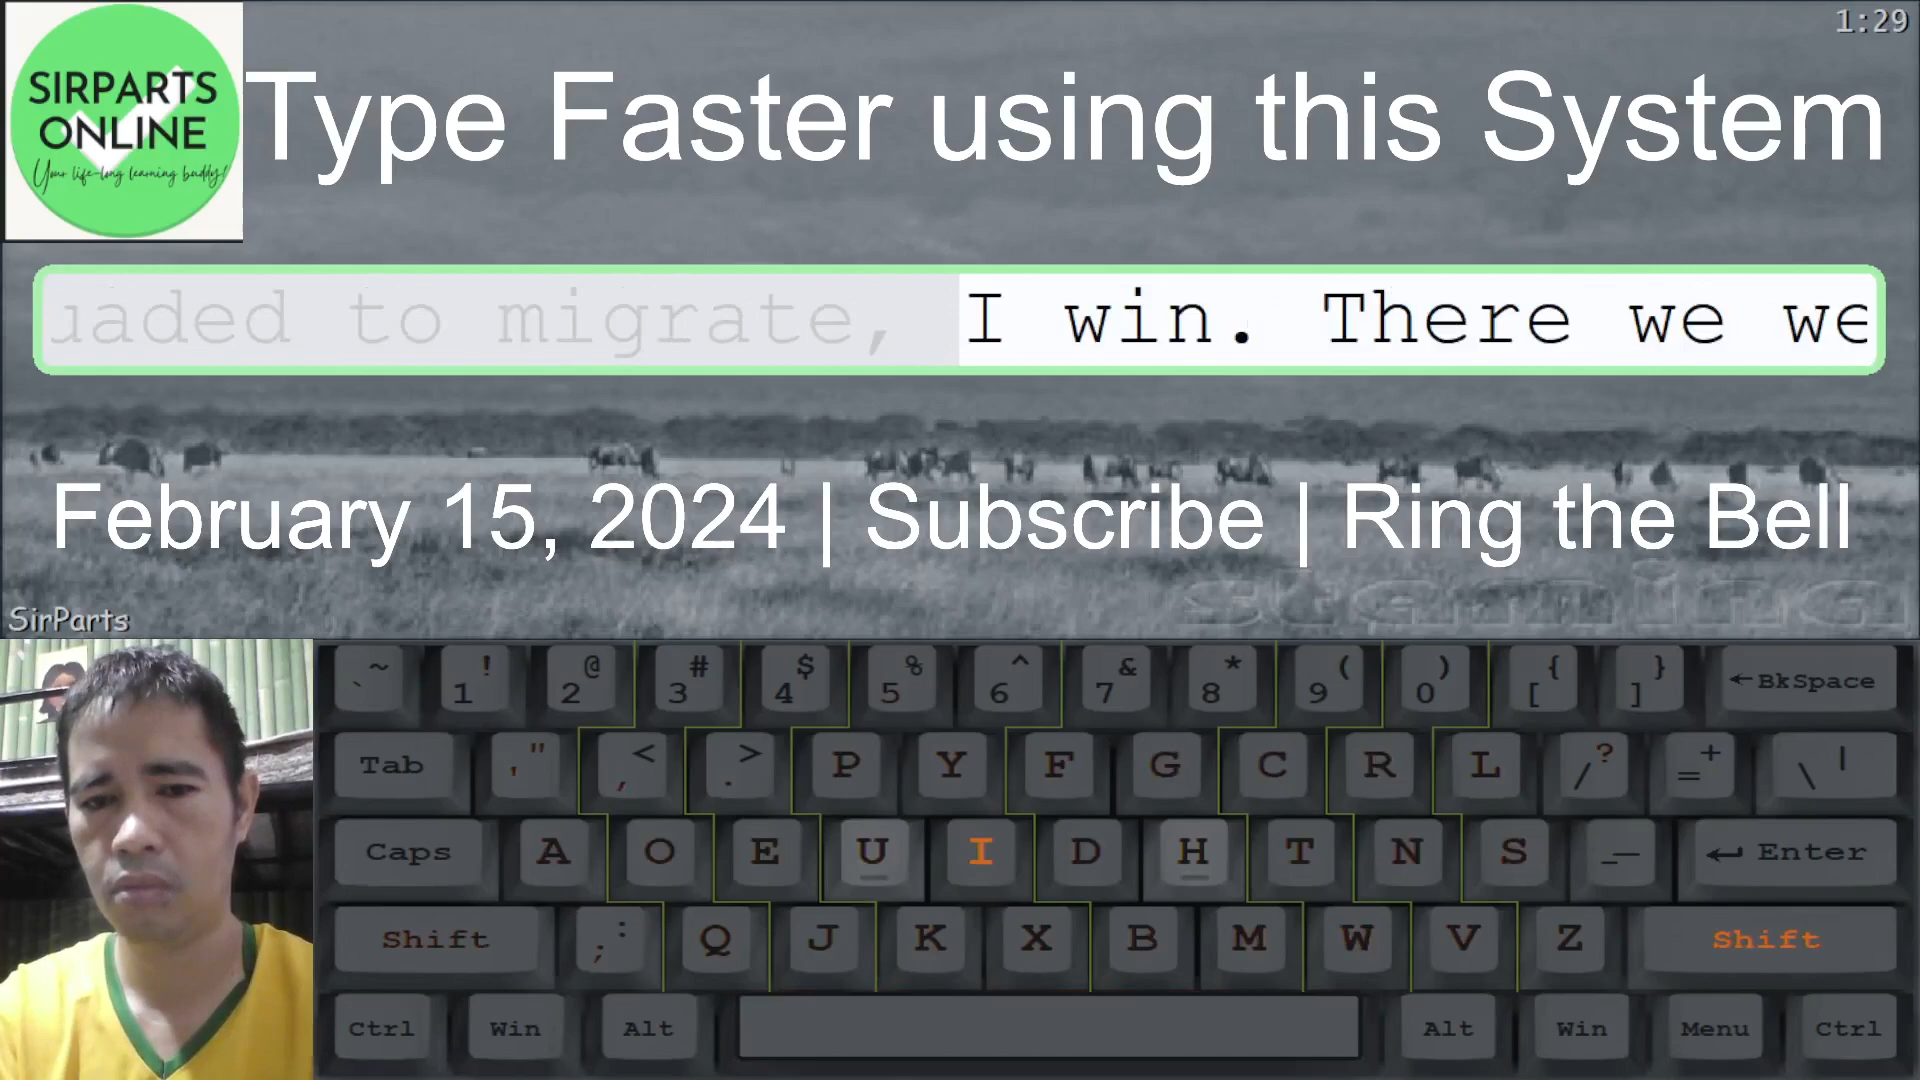 1:29
SIRPARTS
ONLINE
Your life-long learning buddy!
Type Faster using this System
uaded to migrate, I win. There we we
February 15, 2024 | Subscribe | Ring the Bell
stamina
SirParts
~ ` ! 1 @ 2 # 3 $ 4 % 5 ^ 6 & 7 * 8 ( 9 ) 0 { [ } ] ←BkSpace
Tab " ' < , > . P Y F G C R L ? / + = | \
Caps A O E U I D H T N S _ — Enter
Shift : ; Q J K X B M W V Z Shift
Ctrl Win Alt Alt Win Menu Ctrl